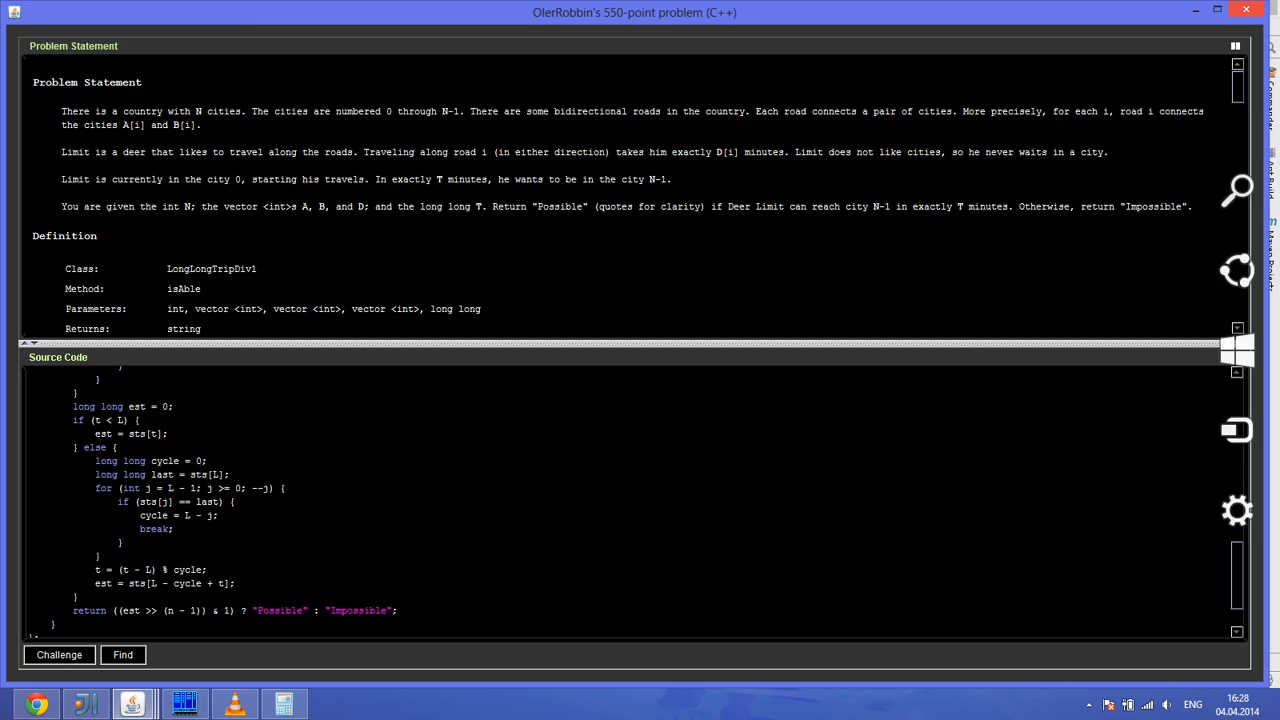 OlerRobbin's 550-point problem (C++)
Problem Statement
Problem Statement
There is a country with N cities. The cities are numbered 0 through N-1. There are some bidirectional roads in the country. Each road connects a pair of cities. More precisely, for each i, road i connects
the cities A[i] and B[i].
Limit is a deer that likes to travel along the roads. Traveling along road i (in either direction) takes him exactly D[i] minutes. Limit does not like cities, so he never waits in a city.
Limit is currently in the city 0, starting his travels. In exactly T minutes, he wants to be in the city N-1.
You are given the int N; the vector <int>s A, B, and D; and the long long T. Return "Possible" (quotes for clarity) if Deer Limit can reach city N-1 in exactly T minutes. Otherwise, return "Impossible".
Definition
Class: LongLongTripDiv1
Method: isAble
Parameters: int, vector <int>, vector <int>, vector <int>, long long
Returns: string
Source Code
}
}
long long est = 0;
if (t < L) {
est = sts[t];
} else {
long long cycle = 0;
long long last = sts[L];
for (int j = L - 1; j >= 0; --j) {
if (sts[j] == last) {
cycle = L - j;
break;
}
}
t = (t - L) % cycle;
est = sts[L - cycle + t];
}
return ((est >> (n - 1)) & 1) ? "Possible" : "Impossible";
}
Challenge
Find
Commander
Ant Build
Maven Projects
ENG
16:28
04.04.2014